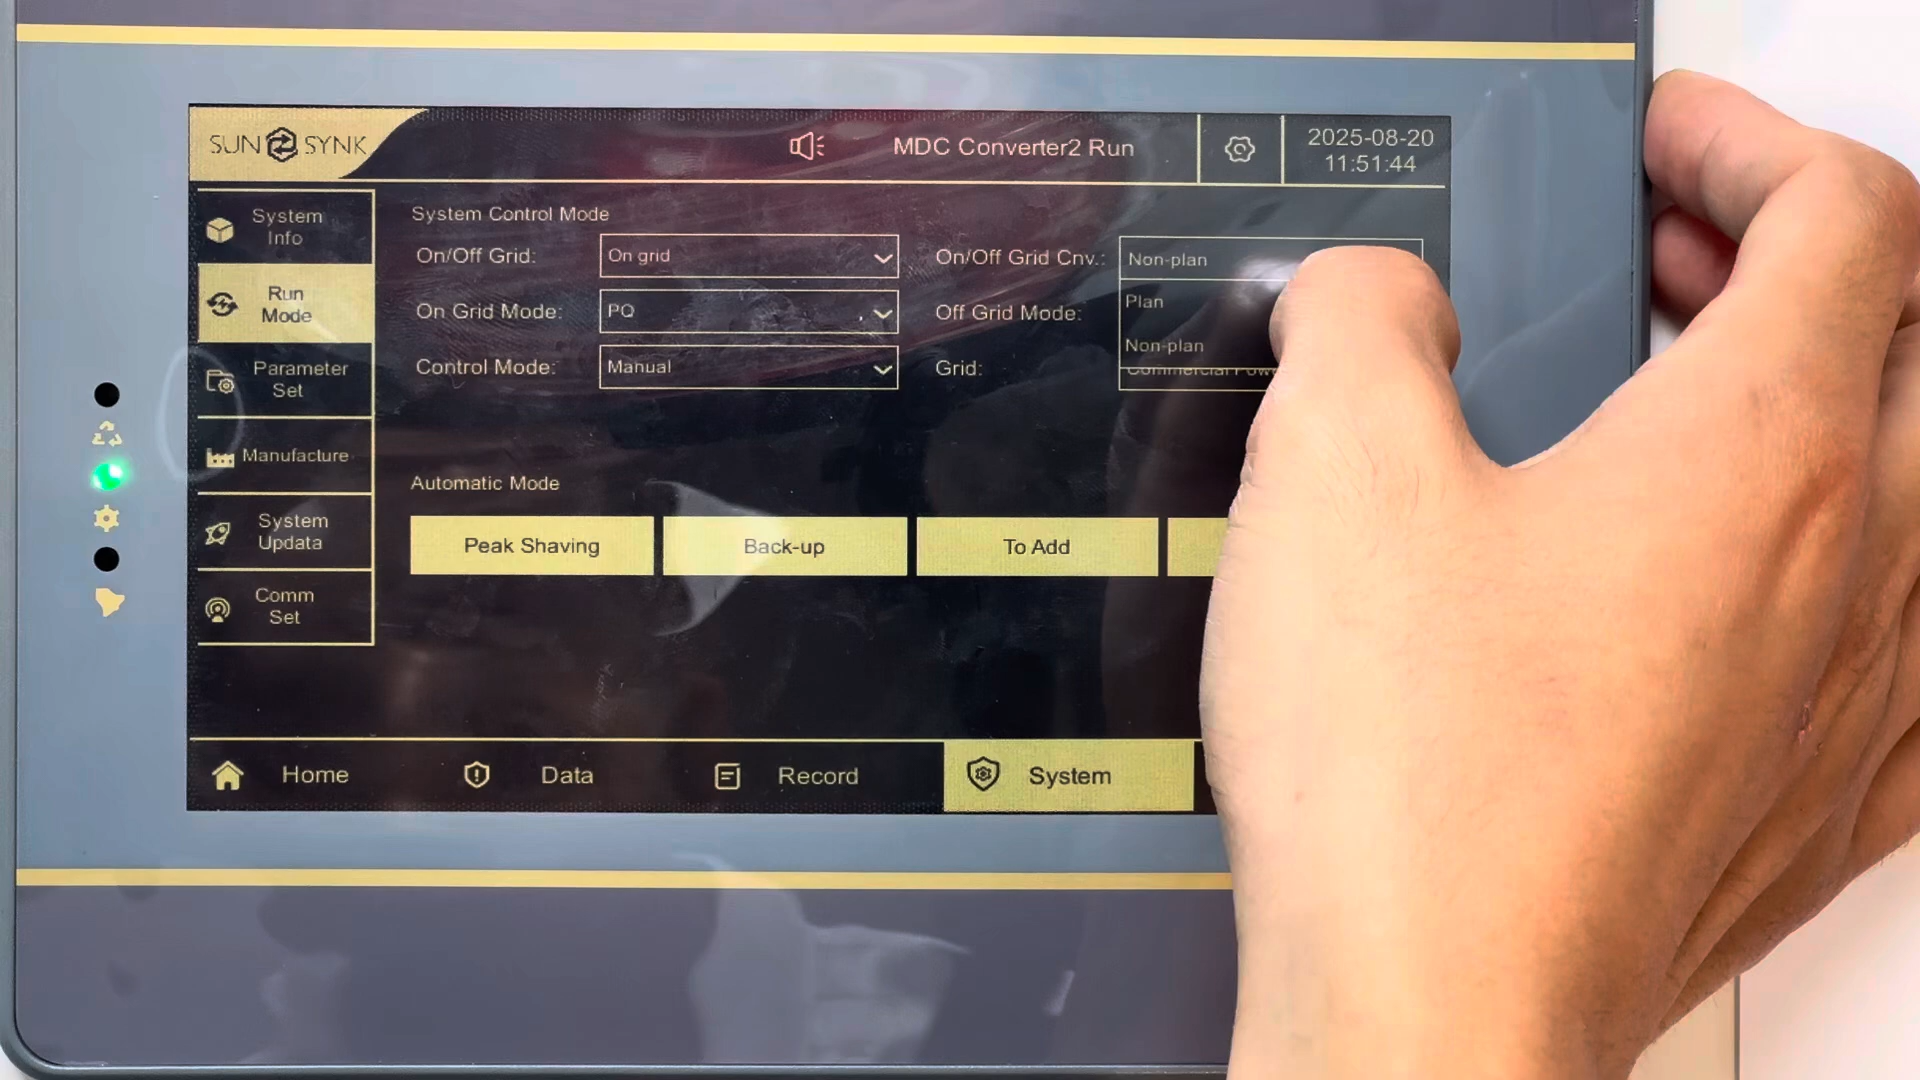 SUN SYNK
MDC Converter2 Run
2025-08-20
11:51:44
System
Info
Run
Mode
Parameter
Set
Manufacture
System
Updata
Comm
Set
System Control Mode
On/Off Grid: On grid On/Off Grid Cnv.: Non-plan
Plan
On Grid Mode: PQ Off Grid Mode:
Non-plan
Control Mode: Manual Grid: Commercial
Automatic Mode
Peak Shaving Back-up To Add
Home Data Record System